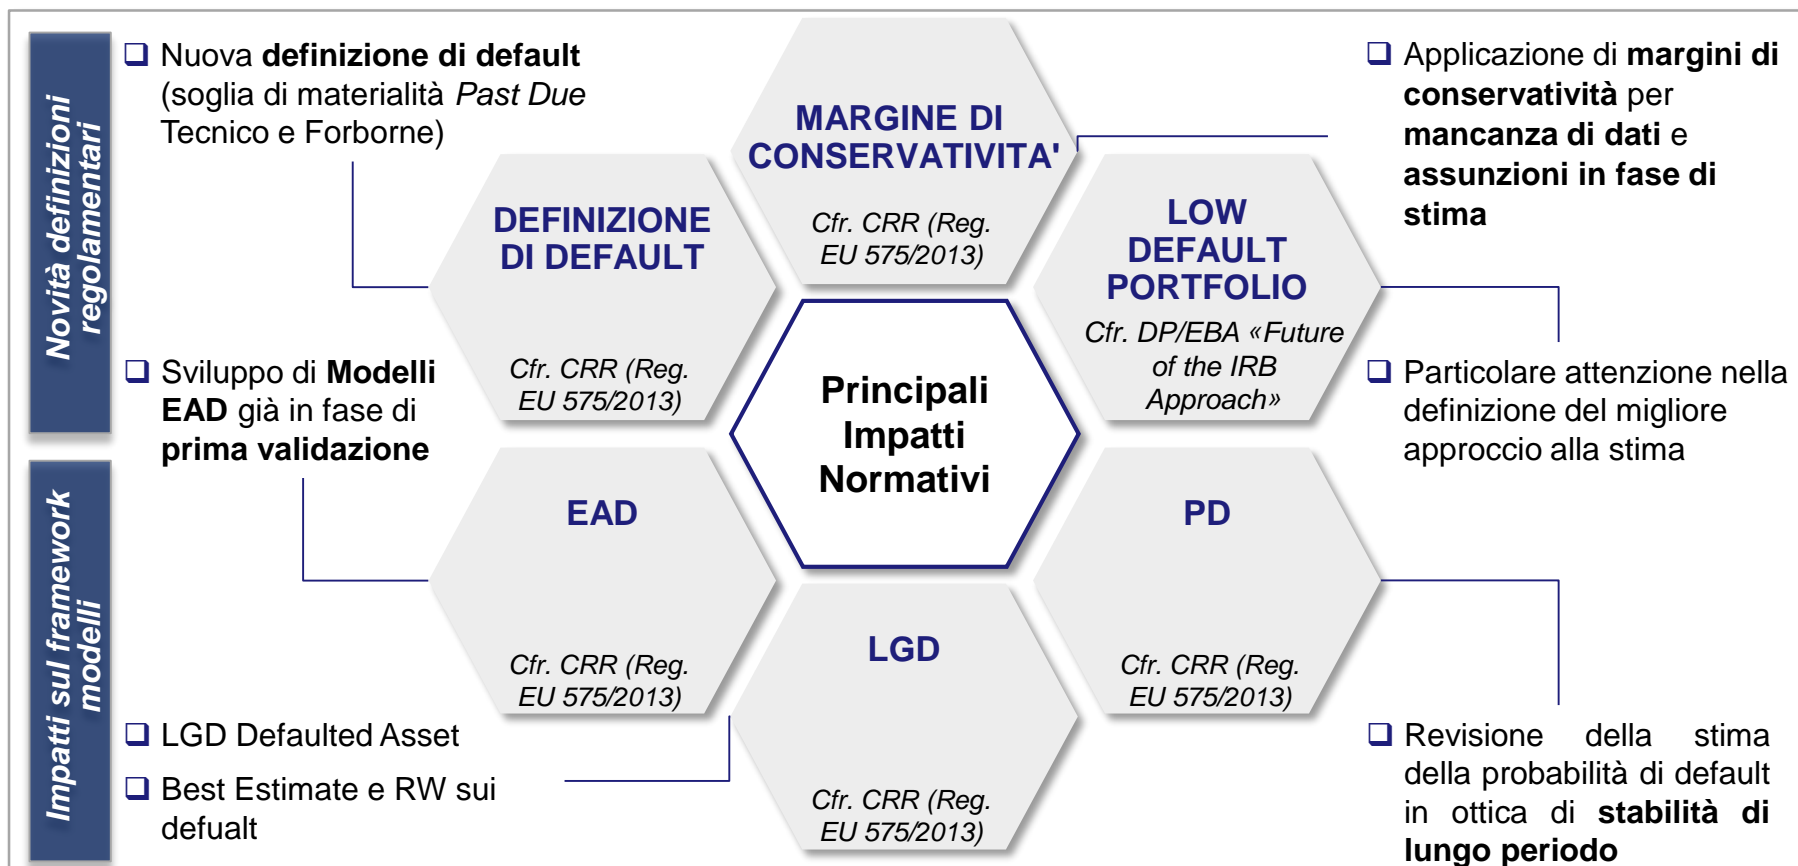 Novità definizioni
regolamentari
❑ Nuova definizione di default
(soglia di materialità Past Due
Tecnico e Forborne)
MARGINE DI
CONSERVATIVITA'
Cfr. CRR (Reg.
EU 575/2013)
❑ Applicazione di margini di
conservatività per
mancanza di dati e
assunzioni in fase di
stima
DEFINIZIONE
DI DEFAULT
Cfr. CRR (Reg.
EU 575/2013)
LOW
DEFAULT
PORTFOLIO
Cfr. DP/EBA «Future
of the IRB
Approach»
❑ Sviluppo di Modelli
EAD già in fase di
prima validazione
Principali
Impatti
Normativi
❑ Particolare attenzione nella
definizione del migliore
approccio alla stima
Impatti sul framework
modelli
EAD
Cfr. CRR (Reg.
EU 575/2013)
PD
Cfr. CRR (Reg.
EU 575/2013)
LGD
Cfr. CRR (Reg.
EU 575/2013)
❑ LGD Defaulted Asset
❑ Best Estimate e RW sui
defualt
❑ Revisione della stima
della probabilità di default
in ottica di stabilità di
lungo periodo